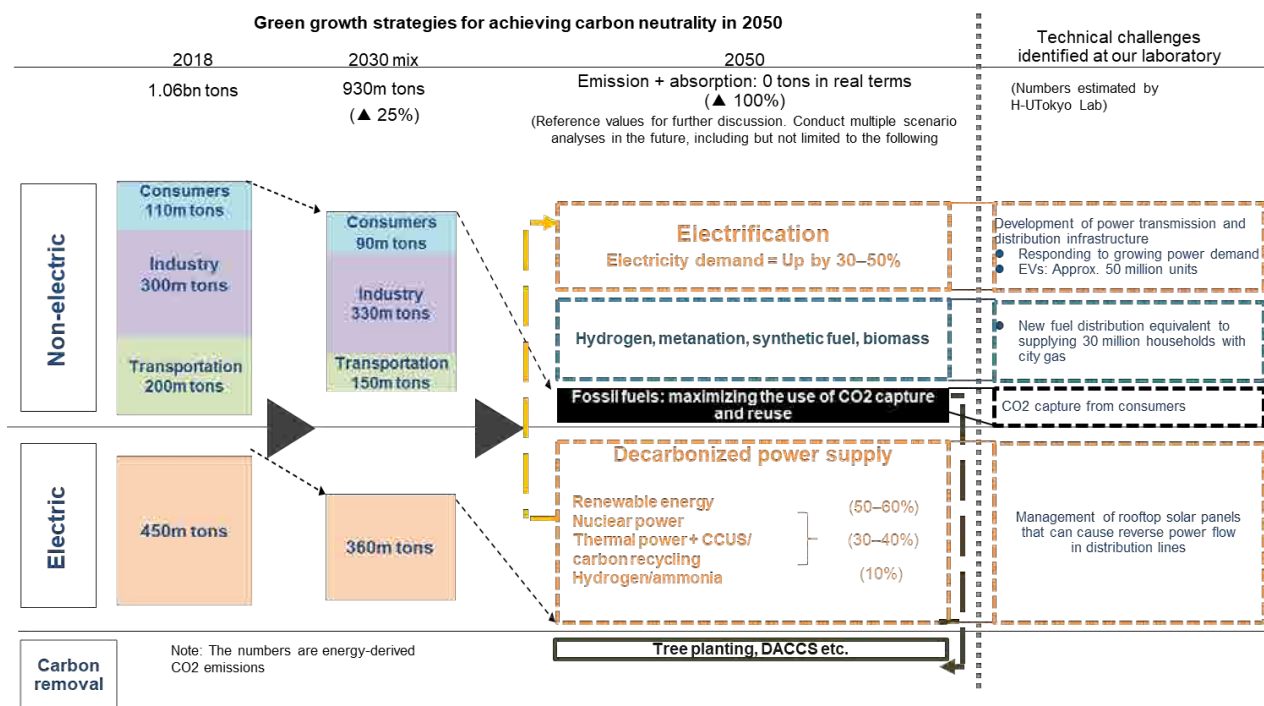 Green growth strategies for achieving carbon neutrality in 2050
Technical challenges
identified at our laboratory
(Numbers estimated by
H-UTokyo Lab)
2018
2030 mix
2050
1.06bn tons
930m tons
(▲ 25%)
Emission + absorption: 0 tons in real terms
(▲ 100%)
(Reference values for further discussion. Conduct multiple scenario
analyses in the future, including but not limited to the following
Non-electric
Consumers
110m tons
Industry
300m tons
Transportation
200m tons
Consumers
90m tons
Industry
330m tons
Transportation
150m tons
Electrification
Electricity demand = Up by 30–50%
Development of power transmission and
distribution infrastructure
● Responding to growing power demand
● EVs: Approx. 50 million units
Hydrogen, metanation, synthetic fuel, biomass
● New fuel distribution equivalent to
supplying 30 million households with
city gas
Fossil fuels: maximizing the use of CO2 capture
and reuse
CO2 capture from consumers
Electric
450m tons
360m tons
Decarbonized power supply
Renewable energy (50–60%)
Nuclear power
Thermal power + CCUS/ (30–40%)
carbon recycling
Hydrogen/ammonia (10%)
Management of rooftop solar panels
that can cause reverse power flow
in distribution lines
Carbon
removal
Note: The numbers are energy-derived
CO2 emissions
Tree planting, DACCS etc.